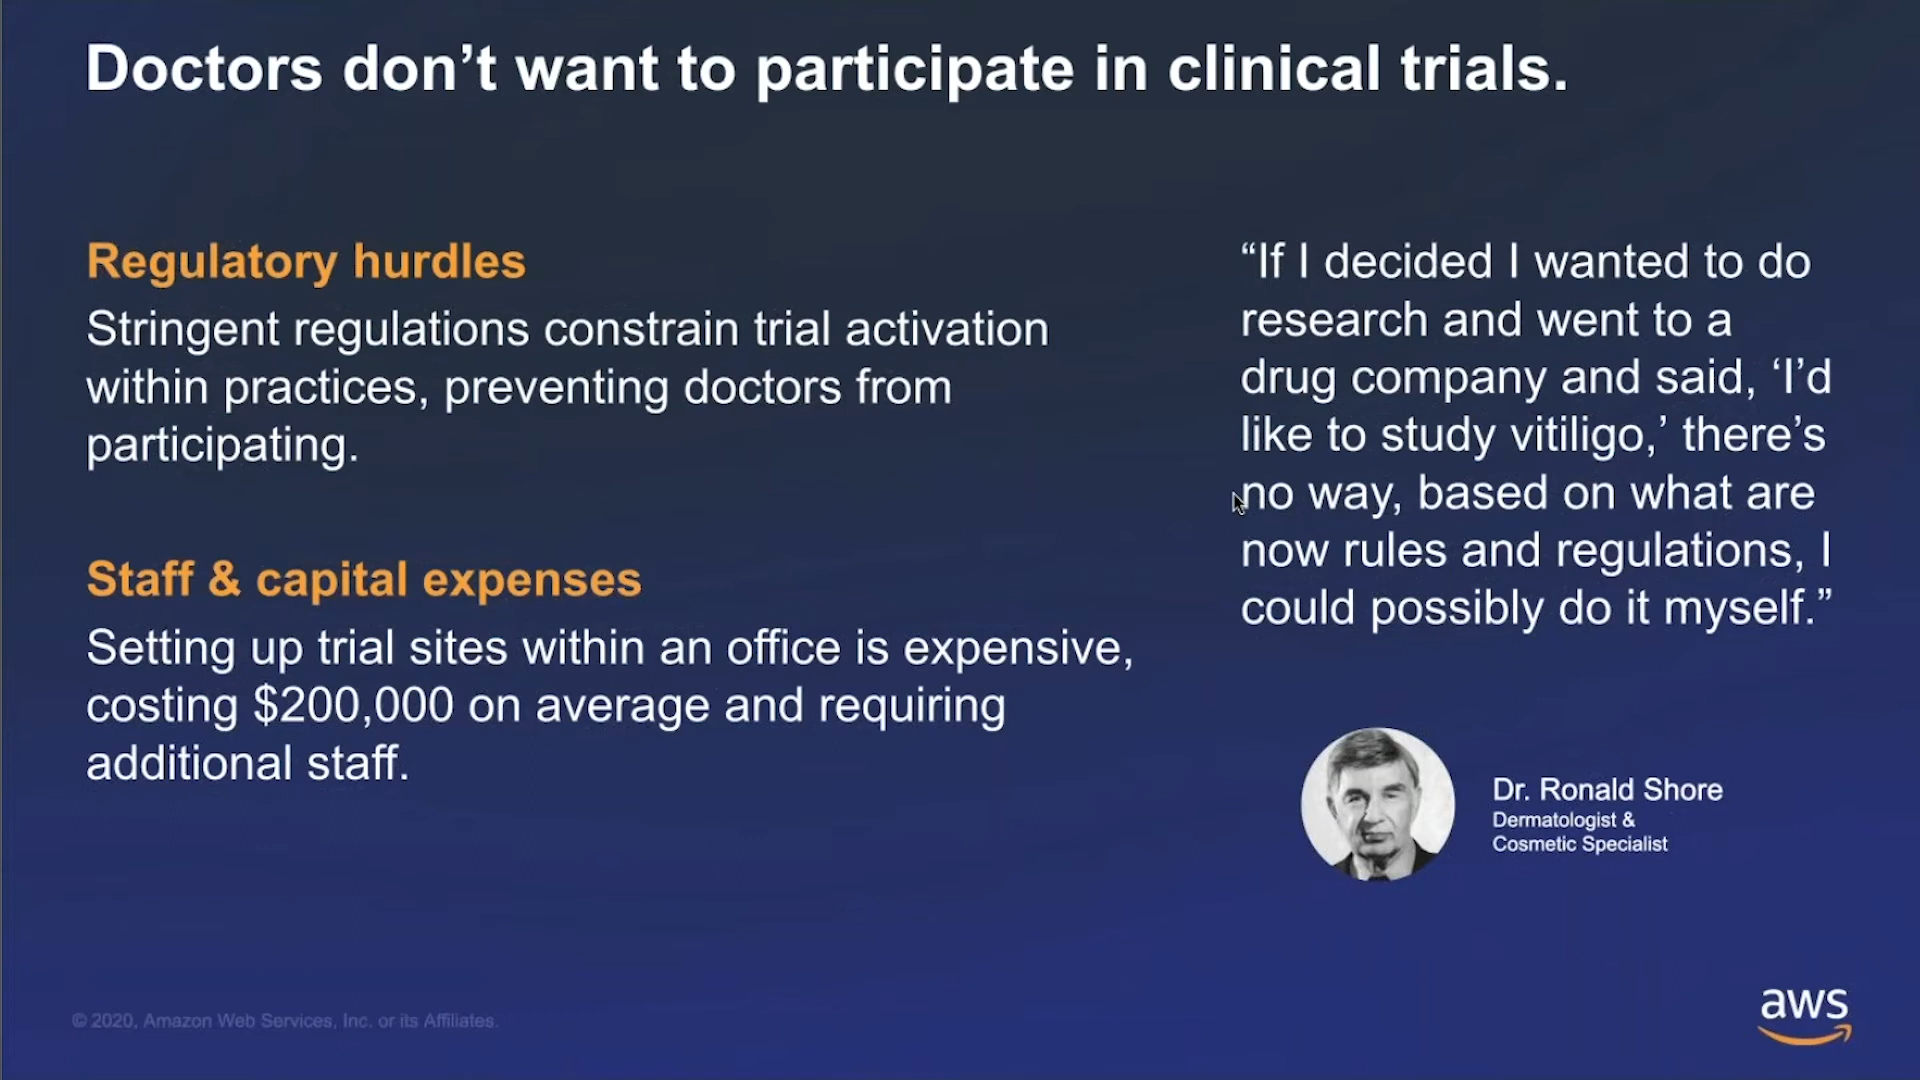 Doctors don’t want to participate in clinical trials.
Regulatory hurdles
Stringent regulations constrain trial activation
within practices, preventing doctors from
participating.
Staff & capital expenses
Setting up trial sites within an office is expensive,
costing $200,000 on average and requiring
additional staff.
“If I decided I wanted to do
research and went to a
drug company and said, ‘I’d
like to study vitiligo,’ there’s
no way, based on what are
now rules and regulations, I
could possibly do it myself.”
Dr. Ronald Shore
Dermatologist &
Cosmetic Specialist
© 2020, Amazon Web Services, Inc. or its Affiliates.
aws